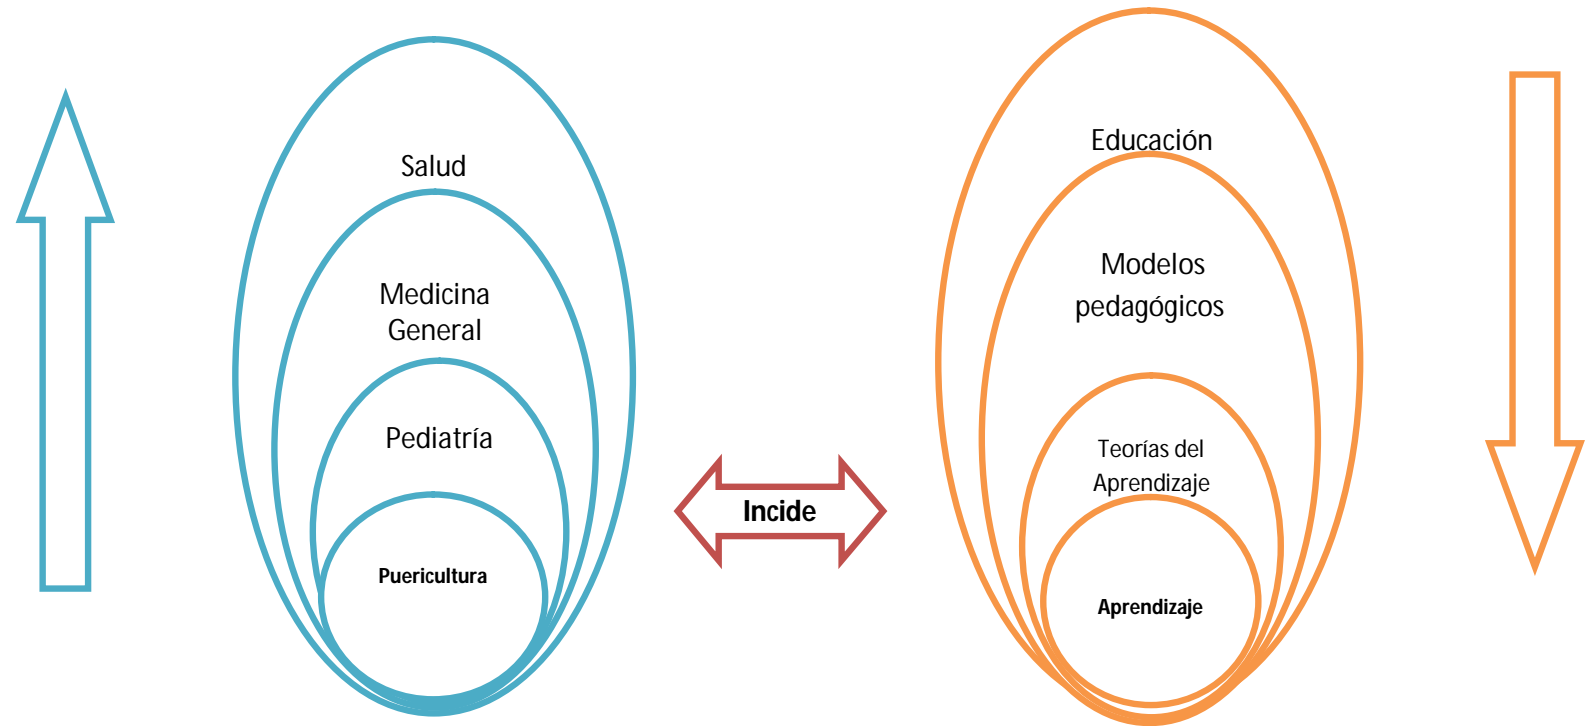 Salud
Medicina
General
Pediatría
Puericultura
Incide
Educación
Modelos
pedagógicos
Teorías del
Aprendizaje
Aprendizaje